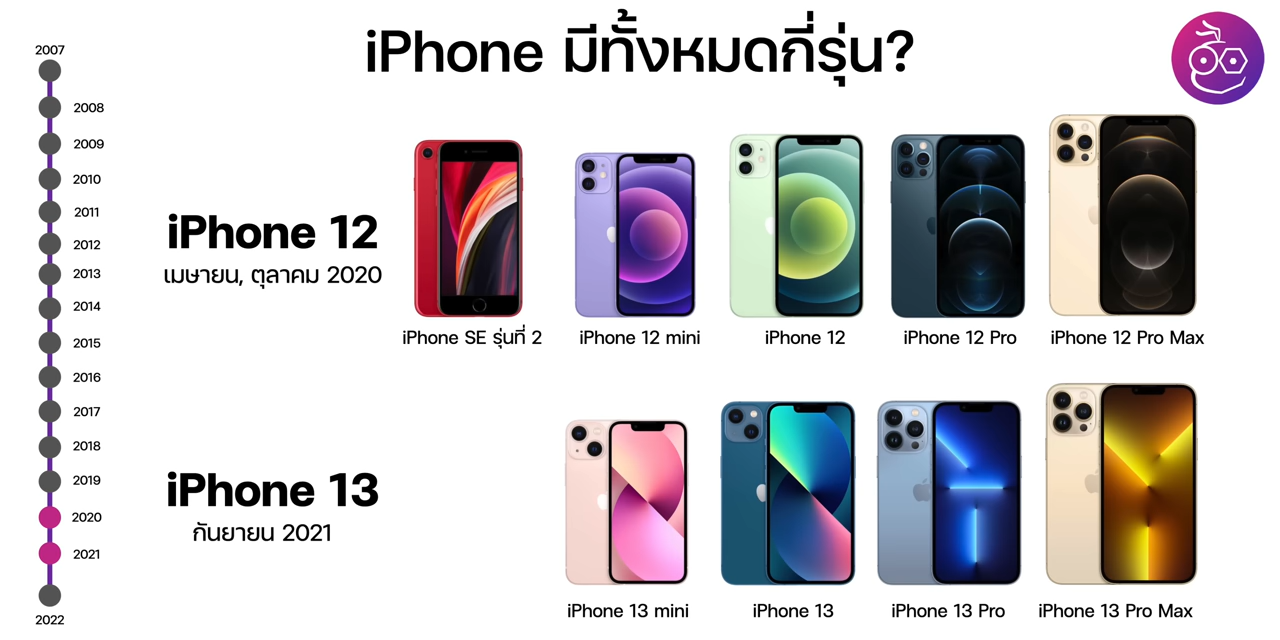 iPhone มีทั้งหมดกี่รุ่น?
2007
2008
2009
2010
2011
2012
2013
2014
2015
2016
2017
2018
2019
2020
2021
2022
iPhone 12
เมษายน, ตุลาคม 2020
iPhone SE รุ่นที่ 2
iPhone 12 mini
iPhone 12
iPhone 12 Pro
iPhone 12 Pro Max
iPhone 13
กันยายน 2021
iPhone 13 mini
iPhone 13
iPhone 13 Pro
iPhone 13 Pro Max